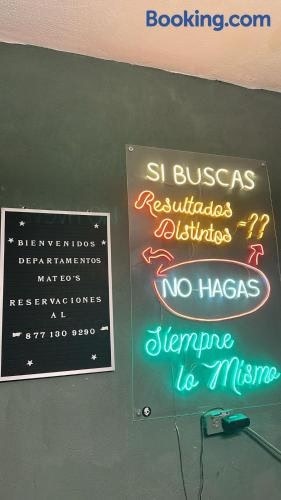 Booking.com
BIENVENIDOS
DEPARTAMENTOS
MATEO'S
RESERVACIONES
AL
877 130 9290
SI BUSCAS
Resultados
Distintos =??
NO HAGAS
Siempre
lo Mismo